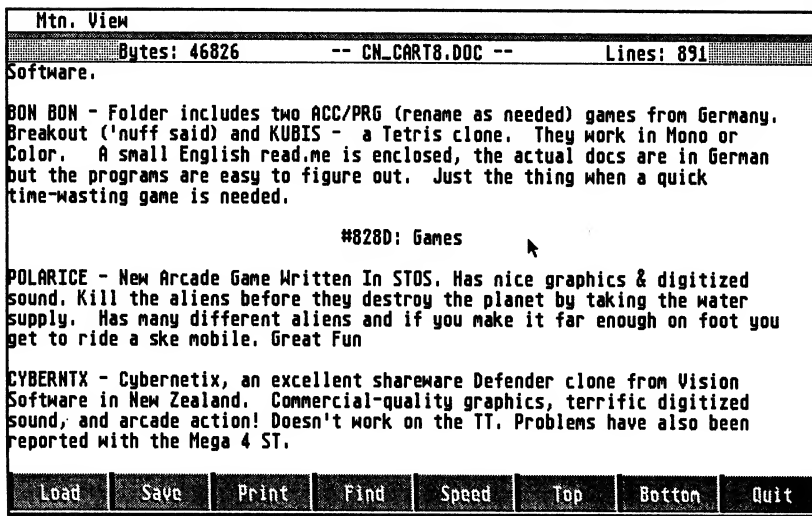 Mtn. View
Bytes: 46826 -- CN_CART8.DOC -- Lines: 891
Software.
BON BON - Folder includes two ACC/PRG (rename as needed) games from Germany.
Breakout ('nuff said) and KUBIS - a Tetris clone. They work in Mono or
Color. A small English read.me is enclosed, the actual docs are in German
but the programs are easy to figure out. Just the thing when a quick
time-wasting game is needed.
#828D: Games
POLARICE - New Arcade Game Written In STOS. Has nice graphics & digitized
sound. Kill the aliens before they destroy the planet by taking the water
supply. Has many different aliens and if you make it far enough on foot you
get to ride a ske mobile. Great Fun
CYBERNTX - Cybernetix, an excellent shareware Defender clone from Vision
Software in New Zealand. Commercial-quality graphics, terrific digitized
sound, and arcade action! Doesn't work on the TT. Problems have also been
reported with the Mega 4 ST.
Load Save Print Find Speed Top Bottom Quit